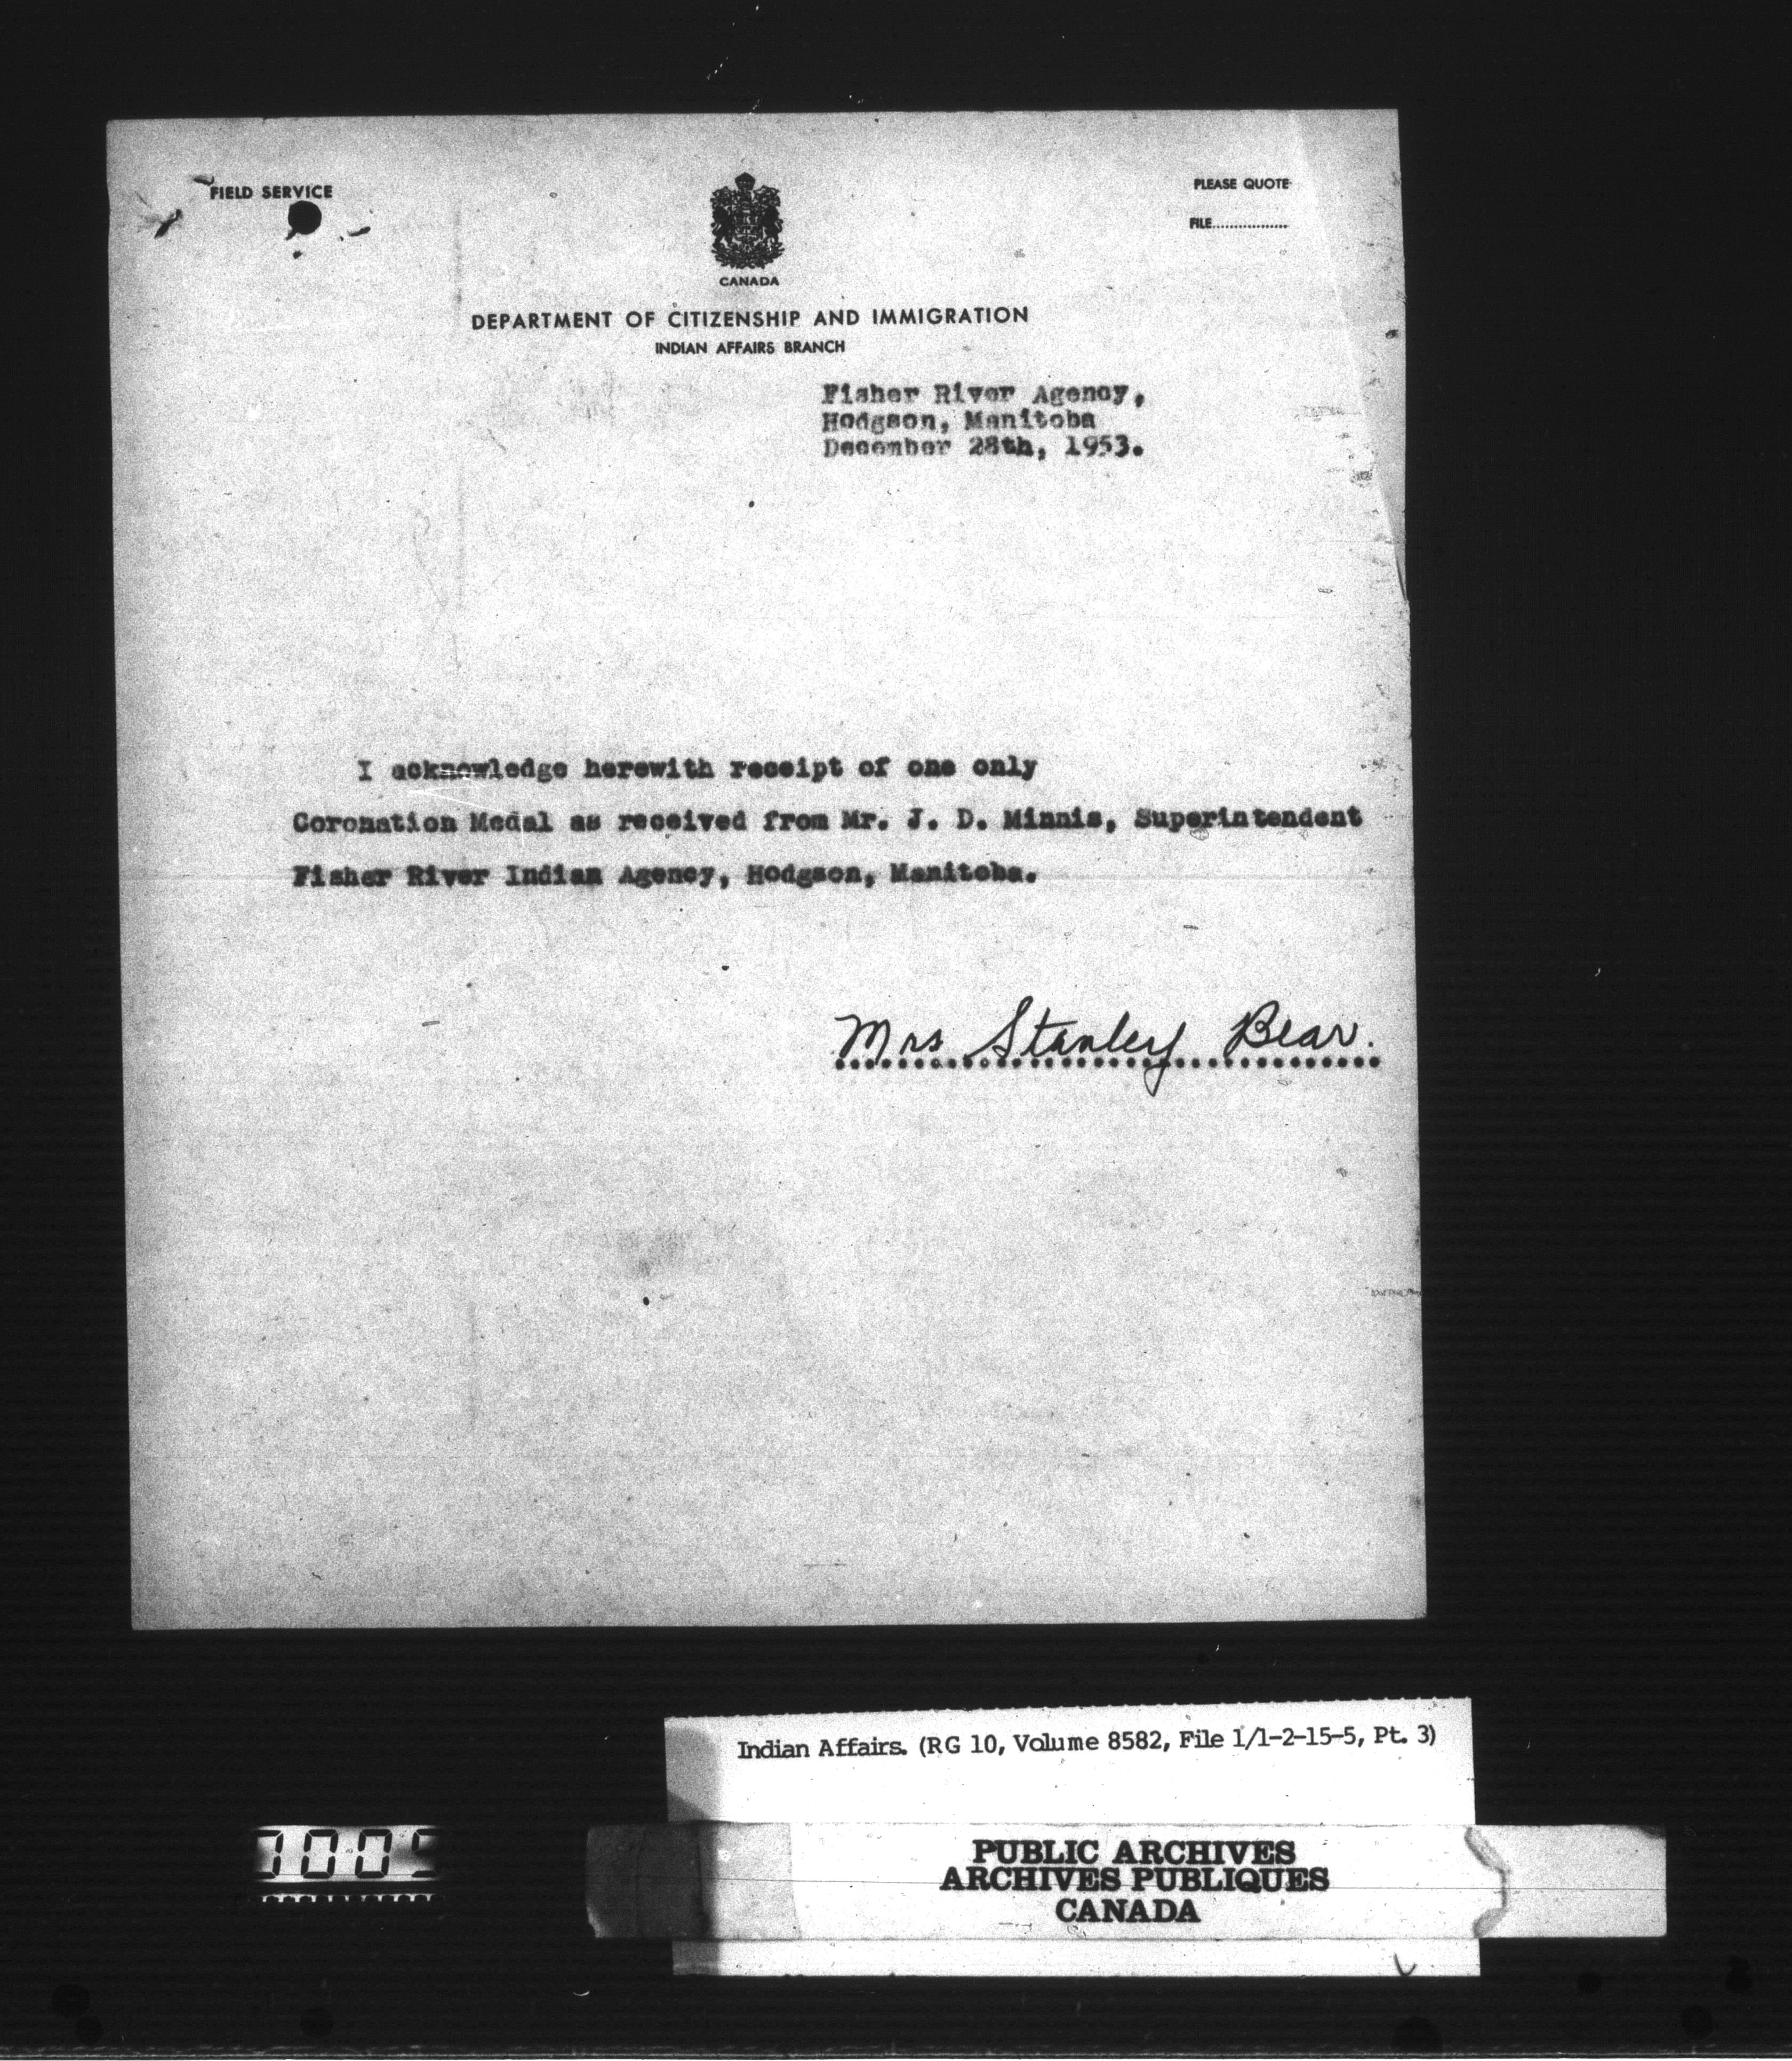 FIELD SERVICE
PLEASE QUOTE
FILE.................
CANADA
DEPARTMENT OF CITIZENSHIP AND IMMIGRATION
INDIAN AFFAIRS BRANCH
Fisher River Agency,
Hodgson, Manitoba
December 28th, 1953.
I acknowledge herewith receipt of one only
Coronation Medal as received from Mr. J. D. Minnis, Superintendent
Fisher River Indian Agency, Hodgson, Manitoba.
Mrs Stanley Bear.
Indian Affairs. (RG 10, Volume 8582, File 1/1-2-15-5, Pt. 3)
PUBLIC ARCHIVES
ARCHIVES PUBLIQUES
CANADA